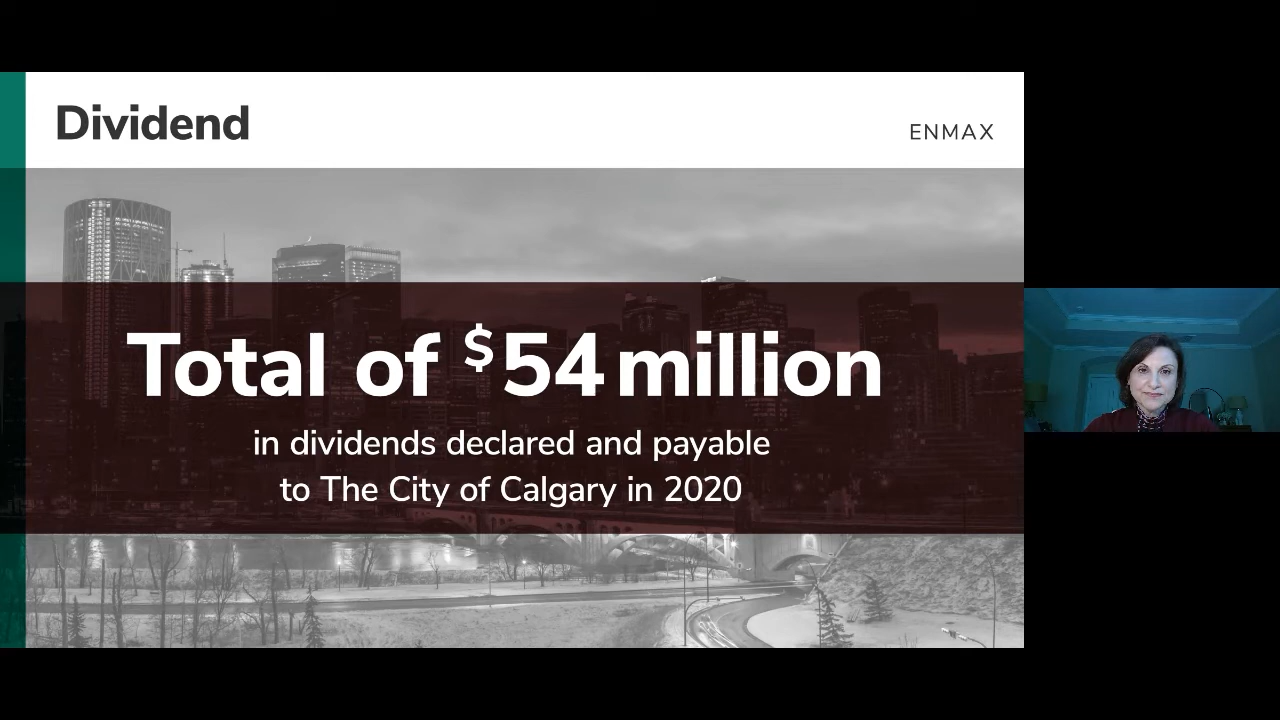 Dividend
ENMAX
Total of $54 million
in dividends declared and payable
to The City of Calgary in 2020